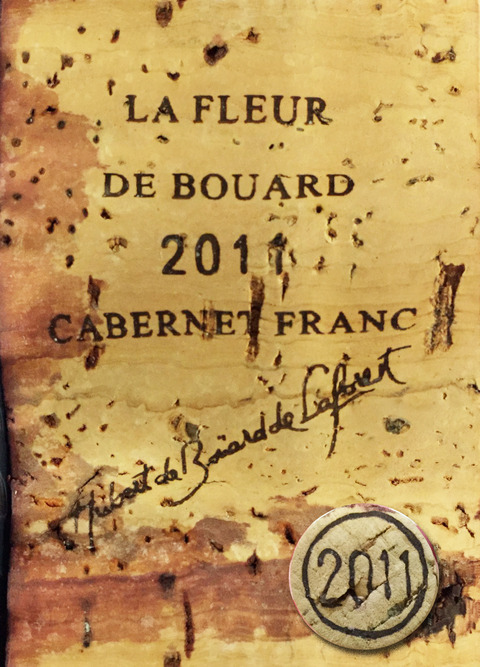 LA FLEUR
DE BOUARD
2011
CABERNET FRANC
Hubert de Boüard de Laforest
2011